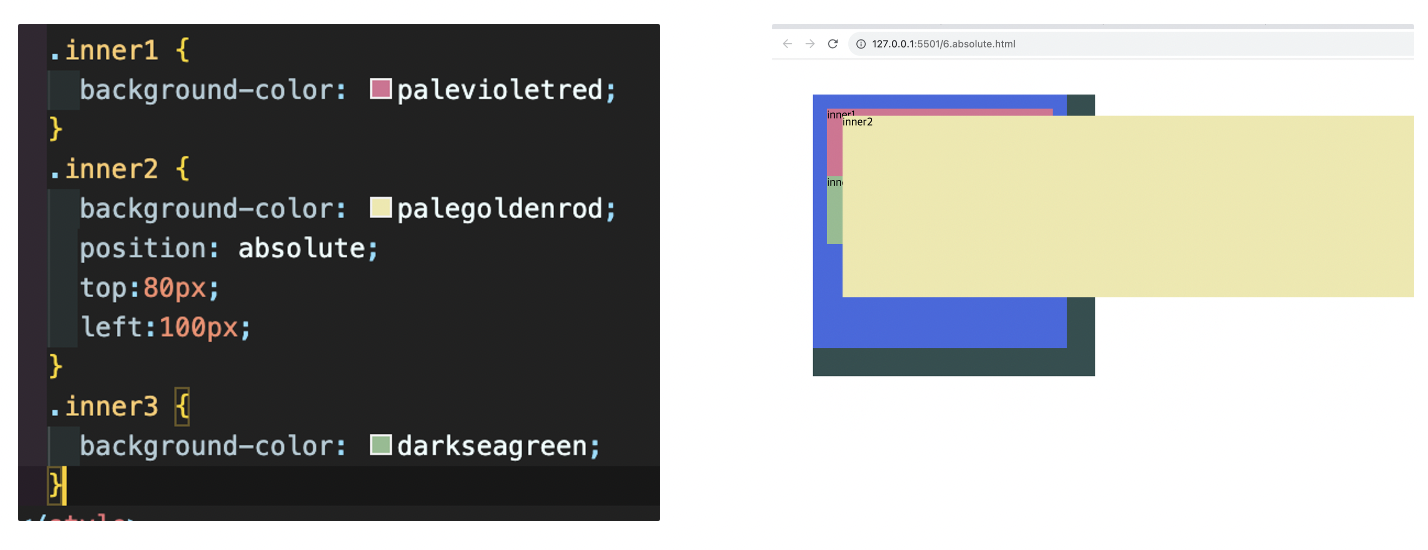 .inner1 {
background-color: palevioletred;
}
.inner2 {
background-color: palegoldenrod;
position: absolute;
top:80px;
left:100px;
}
.inner3 {
background-color: darkseagreen;
}
</style>
127.0.0.1:5501/6.absolute.html
inner1
inner2
inn